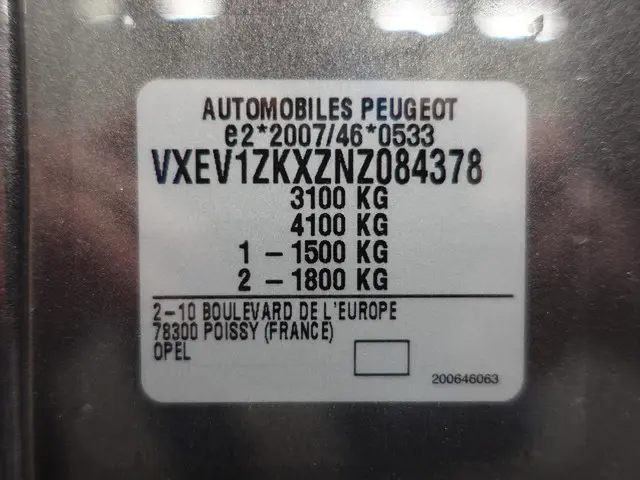 AUTOMOBILES PEUGEOT
e2*2007/46*0533
VXEV1ZKXZNZ084378
3100 KG
4100 KG
1 - 1500 KG
2 - 1800 KG
2-10 BOULEVARD DE L'EUROPE
78300 POISSY (FRANCE)
OPEL
200646063